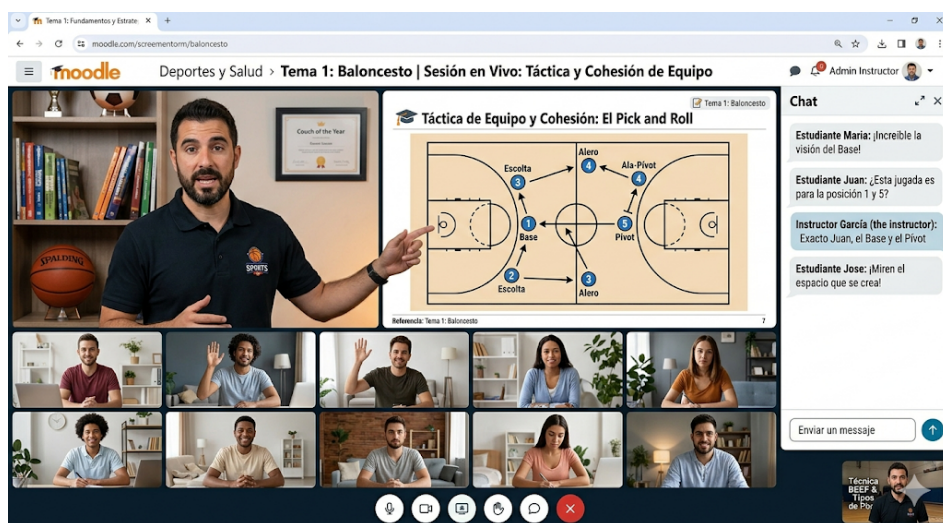 Tema 1: Fundamentos y Estrate
moodle.com/screementorm/baloncesto
moodle
Deportes y Salud > Tema 1: Baloncesto | Sesión en Vivo: Táctica y Cohesión de Equipo
Admin Instructor
Couch of the Year
SPALDING
SPORTS
Tema 1: Baloncesto
Táctica de Equipo y Cohesión: El Pick and Roll
Alero
4
Escolta
3
Ala-Pívot
4
1
Base
5
Pívot
2
Escolta
3
Alero
Referencia: Tema 1: Baloncesto
7
Chat
Estudiante Maria: ¡Increíble la
visión del Base!
Estudiante Juan: ¿Esta jugada es
para la posición 1 y 5?
Instructor García (the instructor):
Exacto Juan, el Base y el Pívot
Estudiante Jose: ¡Miren el
espacio que se crea!
Enviar un mensaje
Técnica
BEEF &
Tipos
de